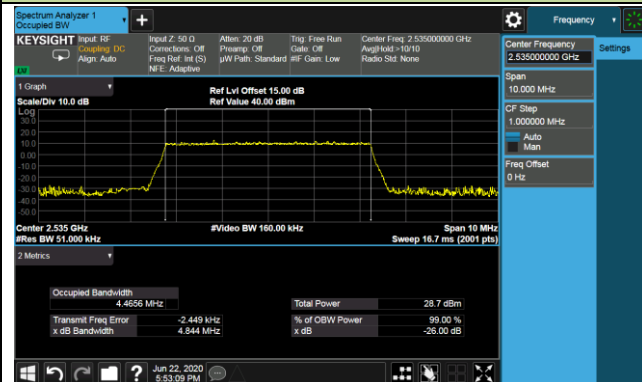 Spectrum Analyzer 1
Occupied BW
+
Frequency
KEYSIGHT
Input: RF
Coupling: DC
Align: Auto
Input Z: 50 Ω
Corrections: Off
Freq Ref: Int (S)
NFE: Adaptive
Atten: 20 dB
Preamp: Off
µW Path: Standard
Trig: Free Run
Gate: Off
#IF Gain: Low
Center Freq: 2.535000000 GHz
Avg|Hold:>10/10
Radio Std: None
Center Frequency
2.535000000 GHz
Settings
Span
10.000 MHz
CF Step
1.000000 MHz
Auto
Man
Freq Offset
0 Hz
1 Graph
Scale/Div 10.0 dB
Ref Lvl Offset 15.00 dB
Ref Value 40.00 dBm
Log
30.0
20.0
10.0
0.00
-10.0
-20.0
-30.0
-40.0
-50.0
Center 2.535 GHz
#Res BW 51.000 kHz
#Video BW 160.00 kHz
Span 10 MHz
Sweep 16.7 ms (2001 pts)
2 Metrics
Occupied Bandwidth
4.4656 MHz
Total Power 28.7 dBm
Transmit Freq Error -2.449 kHz
% of OBW Power 99.00 %
x dB Bandwidth 4.844 MHz
x dB -26.00 dB
?
Jun 22, 2020
5:53:09 PM